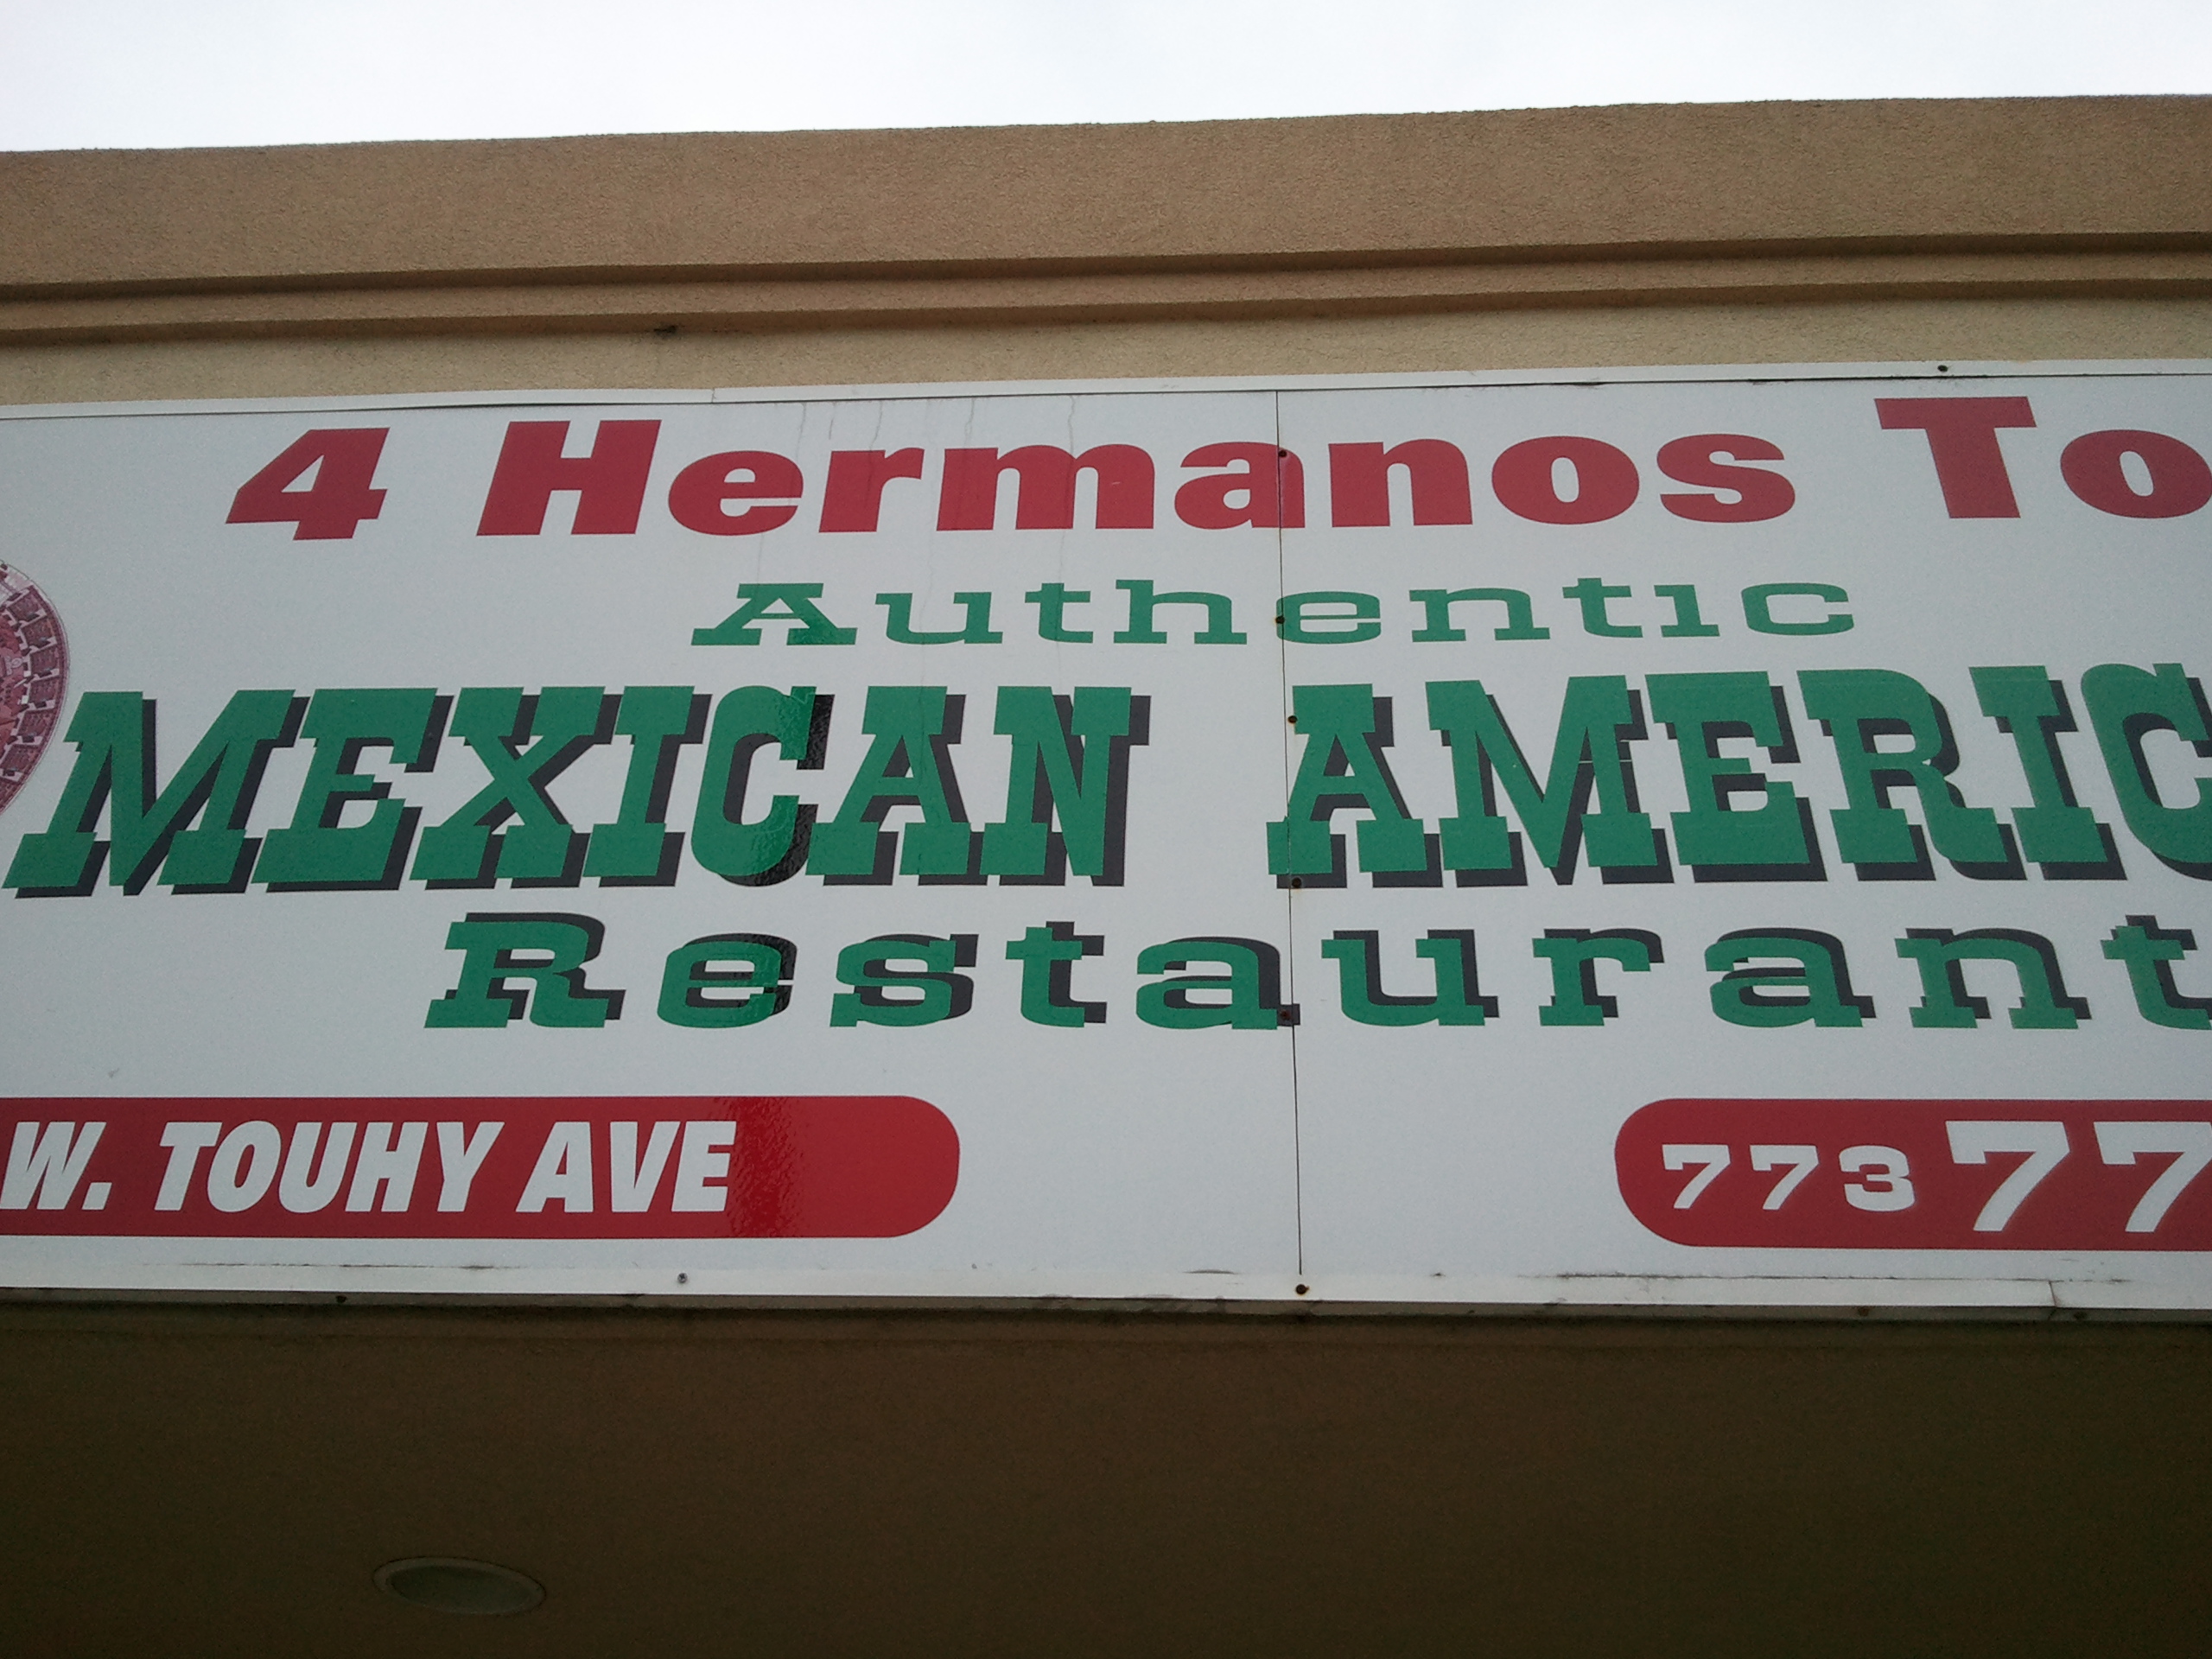 4 Hermanos To
Authentic
MEXICAN AMERIC
Restaurant
W. TOUHY AVE
773 77